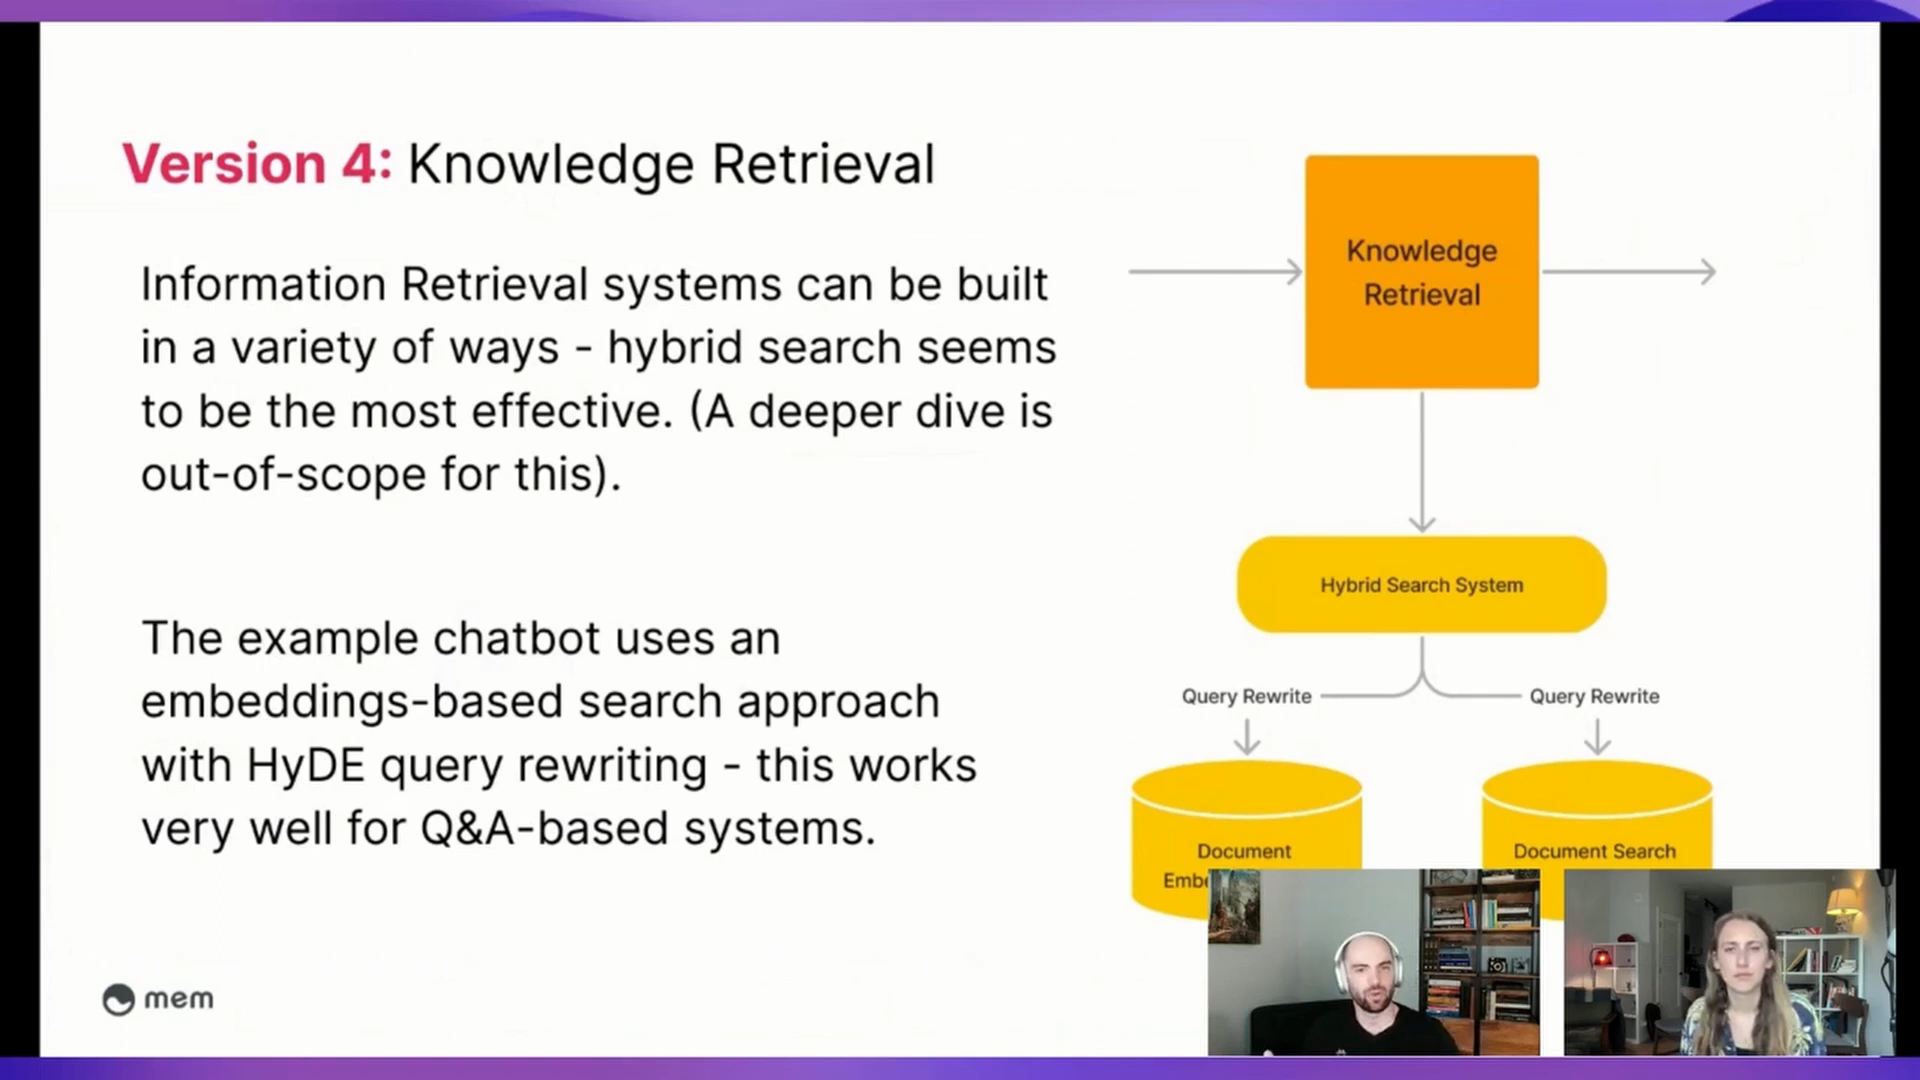 Version 4: Knowledge Retrieval
Information Retrieval systems can be built
in a variety of ways - hybrid search seems
to be the most effective. (A deeper dive is
out-of-scope for this).
The example chatbot uses an
embeddings-based search approach
with HyDE query rewriting - this works
very well for Q&A-based systems.
mem
Knowledge
Retrieval
Hybrid Search System
Query Rewrite
Query Rewrite
Document
Document Search